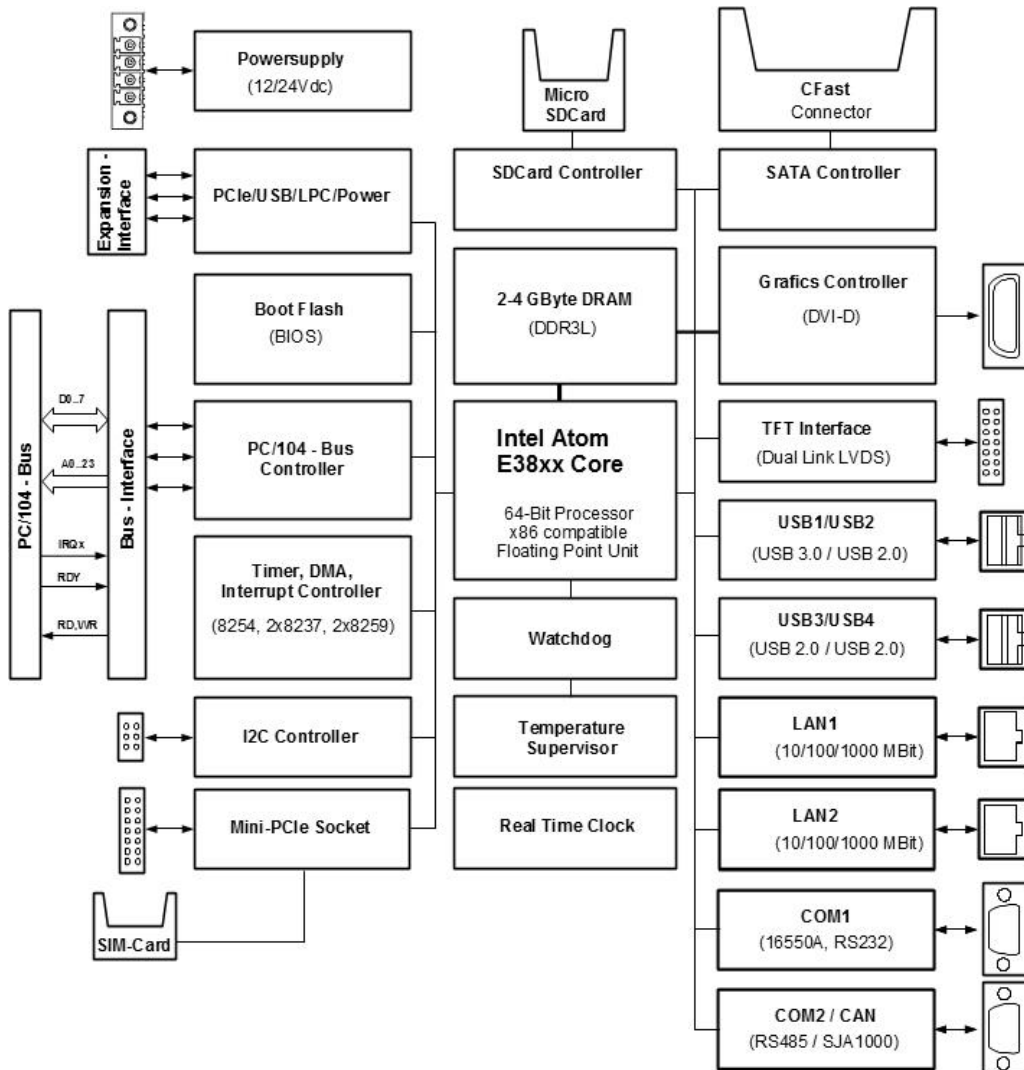 Powersupply
(12/24Vdc)
Micro
SDCard
CFast
Connector
Expansion -
Interface
PCIe/USB/LPC/Power
SDCard Controller
SATA Controller
Boot Flash
(BIOS)
2-4 GByte DRAM
(DDR3L)
Grafics Controller
(DVI-D)
PC/104 - Bus
D0..7
A0..23
IRQx
RDY
RD,WR
Bus - Interface
PC/104 - Bus
Controller
Intel Atom
E38xx Core
64-Bit Processor
x86 compatible
Floating Point Unit
TFT Interface
(Dual Link LVDS)
USB1/USB2
(USB 3.0 / USB 2.0)
Timer, DMA,
Interrupt Controller
(8254, 2x8237, 2x8259)
Watchdog
USB3/USB4
(USB 2.0 / USB 2.0)
I2C Controller
Temperature
Supervisor
LAN1
(10/100/1000 MBit)
Mini-PCIe Socket
Real Time Clock
LAN2
(10/100/1000 MBit)
SIM-Card
COM1
(16550A, RS232)
COM2 / CAN
(RS485 / SJA1000)